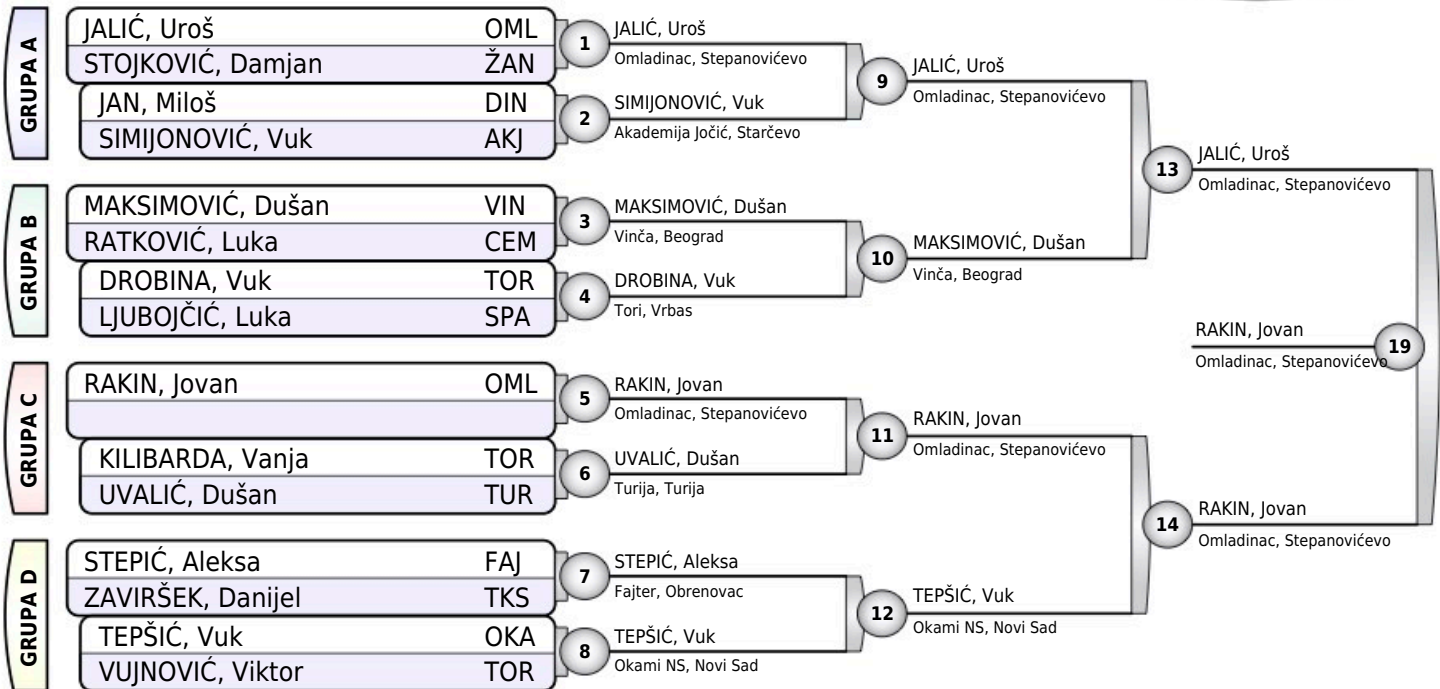 GRUPA A
JALIĆ, Uroš OML
STOJKOVIĆ, Damjan ŽAN
JAN, Miloš DIN
SIMIJONOVIĆ, Vuk AKJ
GRUPA B
MAKSIMOVIĆ, Dušan VIN
RATKOVIĆ, Luka CEM
DROBINA, Vuk TOR
LJUBOJČIĆ, Luka SPA
GRUPA C
RAKIN, Jovan OML
KILIBARDA, Vanja TOR
UVALIĆ, Dušan TUR
GRUPA D
STEPIĆ, Aleksa FAJ
ZAVIRŠEK, Danijel TKS
TEPŠIĆ, Vuk OKA
VUJNOVIĆ, Viktor TOR
1
JALIĆ, Uroš
Omladinac, Stepanovićevo
2
SIMIJONOVIĆ, Vuk
Akademija Jočić, Starčevo
3
MAKSIMOVIĆ, Dušan
Vinča, Beograd
4
DROBINA, Vuk
Tori, Vrbas
5
RAKIN, Jovan
Omladinac, Stepanovićevo
6
UVALIĆ, Dušan
Turija, Turija
7
STEPIĆ, Aleksa
Fajter, Obrenovac
8
TEPŠIĆ, Vuk
Okami NS, Novi Sad
9
JALIĆ, Uroš
Omladinac, Stepanovićevo
10
MAKSIMOVIĆ, Dušan
Vinča, Beograd
11
RAKIN, Jovan
Omladinac, Stepanovićevo
12
TEPŠIĆ, Vuk
Okami NS, Novi Sad
13
JALIĆ, Uroš
Omladinac, Stepanovićevo
14
RAKIN, Jovan
Omladinac, Stepanovićevo
RAKIN, Jovan
Omladinac, Stepanovićevo
19